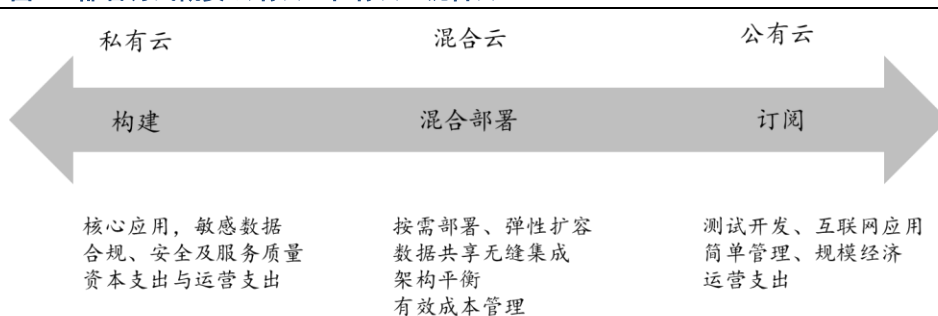 私有云
混合云
公有云
构建
混合部署
订阅
核心应用，敏感数据
合规、安全及服务质量
资本支出与运营支出
按需部署、弹性扩容
数据共享无缝集成
架构平衡
有效成本管理
测试开发、互联网应用
简单管理、规模经济
运营支出